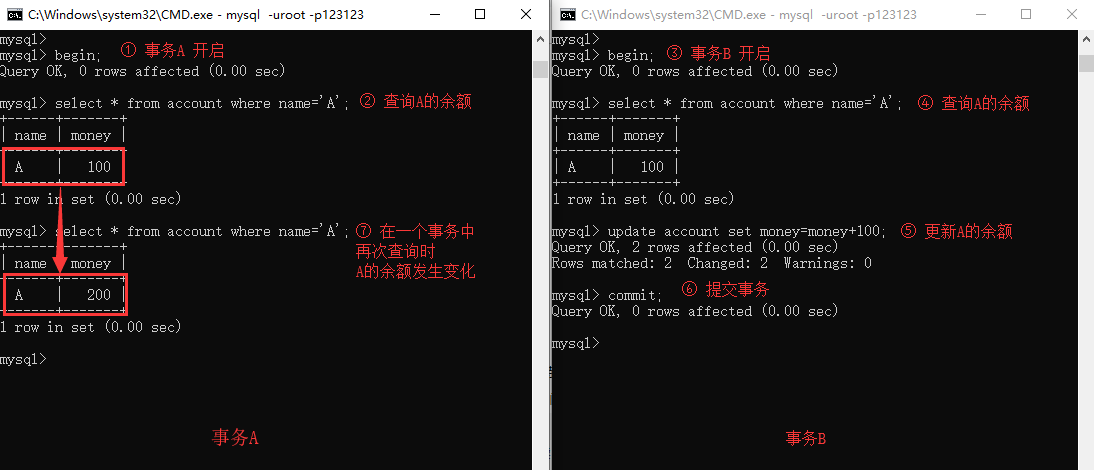 C:\Windows\system32\CMD.exe - mysql -uroot -p123123
mysql>
mysql> begin; ① 事务A 开启
Query OK, 0 rows affected (0.00 sec)
mysql> select * from account where name='A'; ② 查询A的余额
+------+-------+
| name | money |
+------+-------+
| A    |   100 |
+------+-------+
1 row in set (0.00 sec)
mysql> select * from account where name='A'; ⑦ 在一个事务中
再次查询时
A的余额发生变化
+------+-------+
| name | money |
+------+-------+
| A    |   200 |
+------+-------+
1 row in set (0.00 sec)
mysql>
事务A
C:\Windows\system32\CMD.exe - mysql -uroot -p123123
mysql>
mysql> begin; ③ 事务B 开启
Query OK, 0 rows affected (0.00 sec)
mysql> select * from account where name='A'; ④ 查询A的余额
+------+-------+
| name | money |
+------+-------+
| A    |   100 |
+------+-------+
1 row in set (0.00 sec)
mysql> update account set money=money+100; ⑤ 更新A的余额
Query OK, 2 rows affected (0.00 sec)
Rows matched: 2  Changed: 2  Warnings: 0
mysql> commit; ⑥ 提交事务
Query OK, 0 rows affected (0.00 sec)
mysql>
事务B